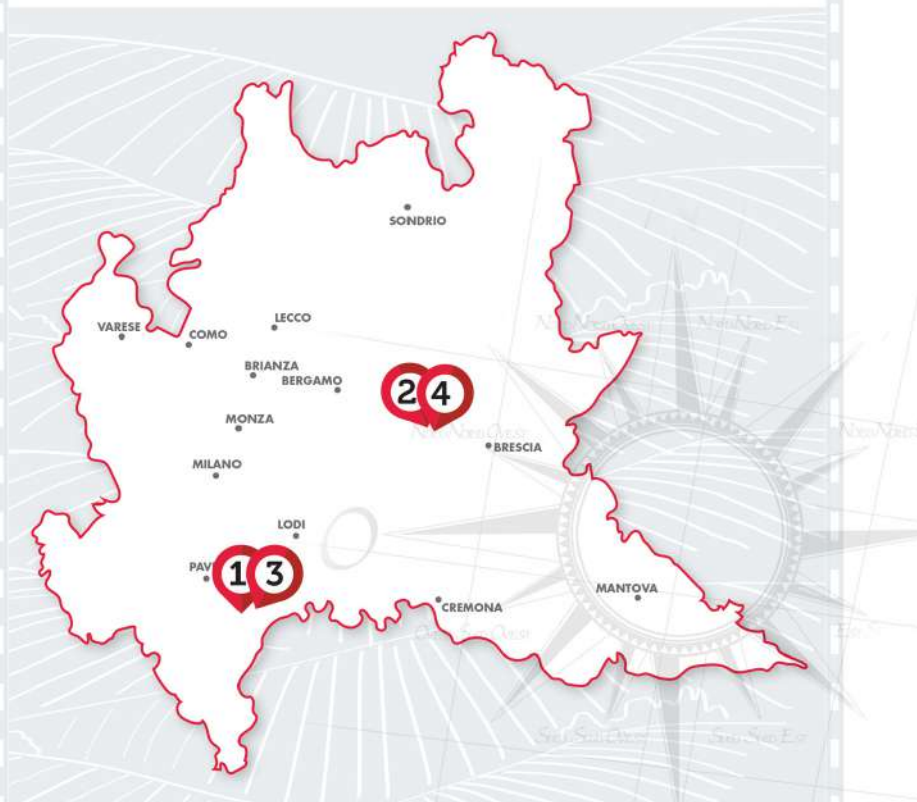 SONDRIO
LECCO
VARESE
COMO
BRIANZA
BERGAMO
2 4
MONZA
BRESCIA
MILANO
LODI
PAV
1 3
MANTOVA
CREMONA